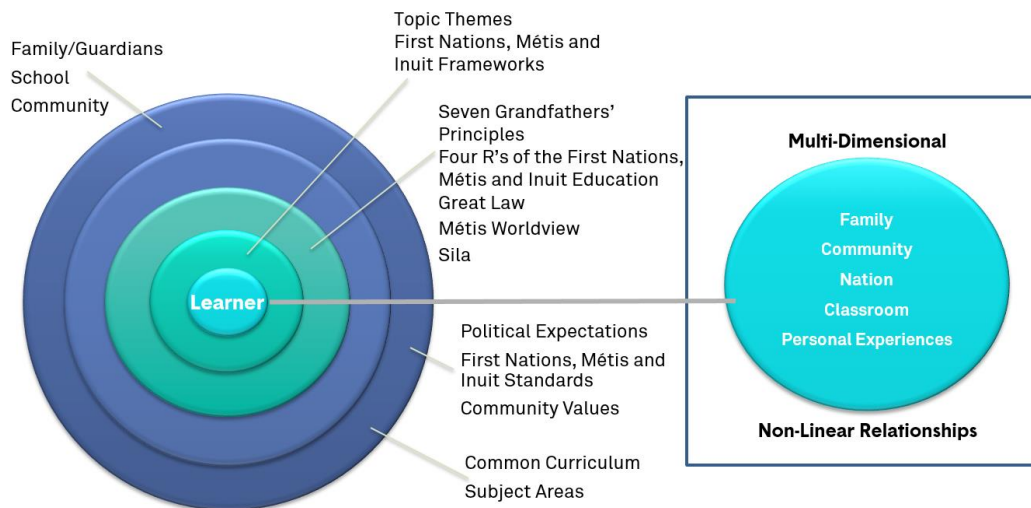 Family/Guardians
School
Community
Topic Themes
First Nations, Métis and
Inuit Frameworks
Seven Grandfathers’
Principles
Four R’s of the First Nations,
Métis and Inuit Education
Great Law
Métis Worldview
Sila
Learner
Political Expectations
First Nations, Métis and
Inuit Standards
Community Values
Common Curriculum
Subject Areas
Multi-Dimensional
Family
Community
Nation
Classroom
Personal Experiences
Non-Linear Relationships